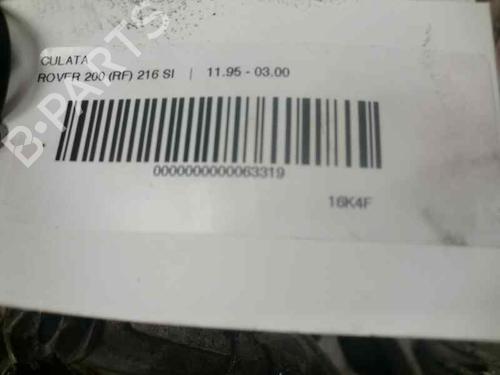 CULATA
ROVER 200 (RF) 216 SI | 11.95 - 03.00
0000000000063319
16K4F
B-PARTS